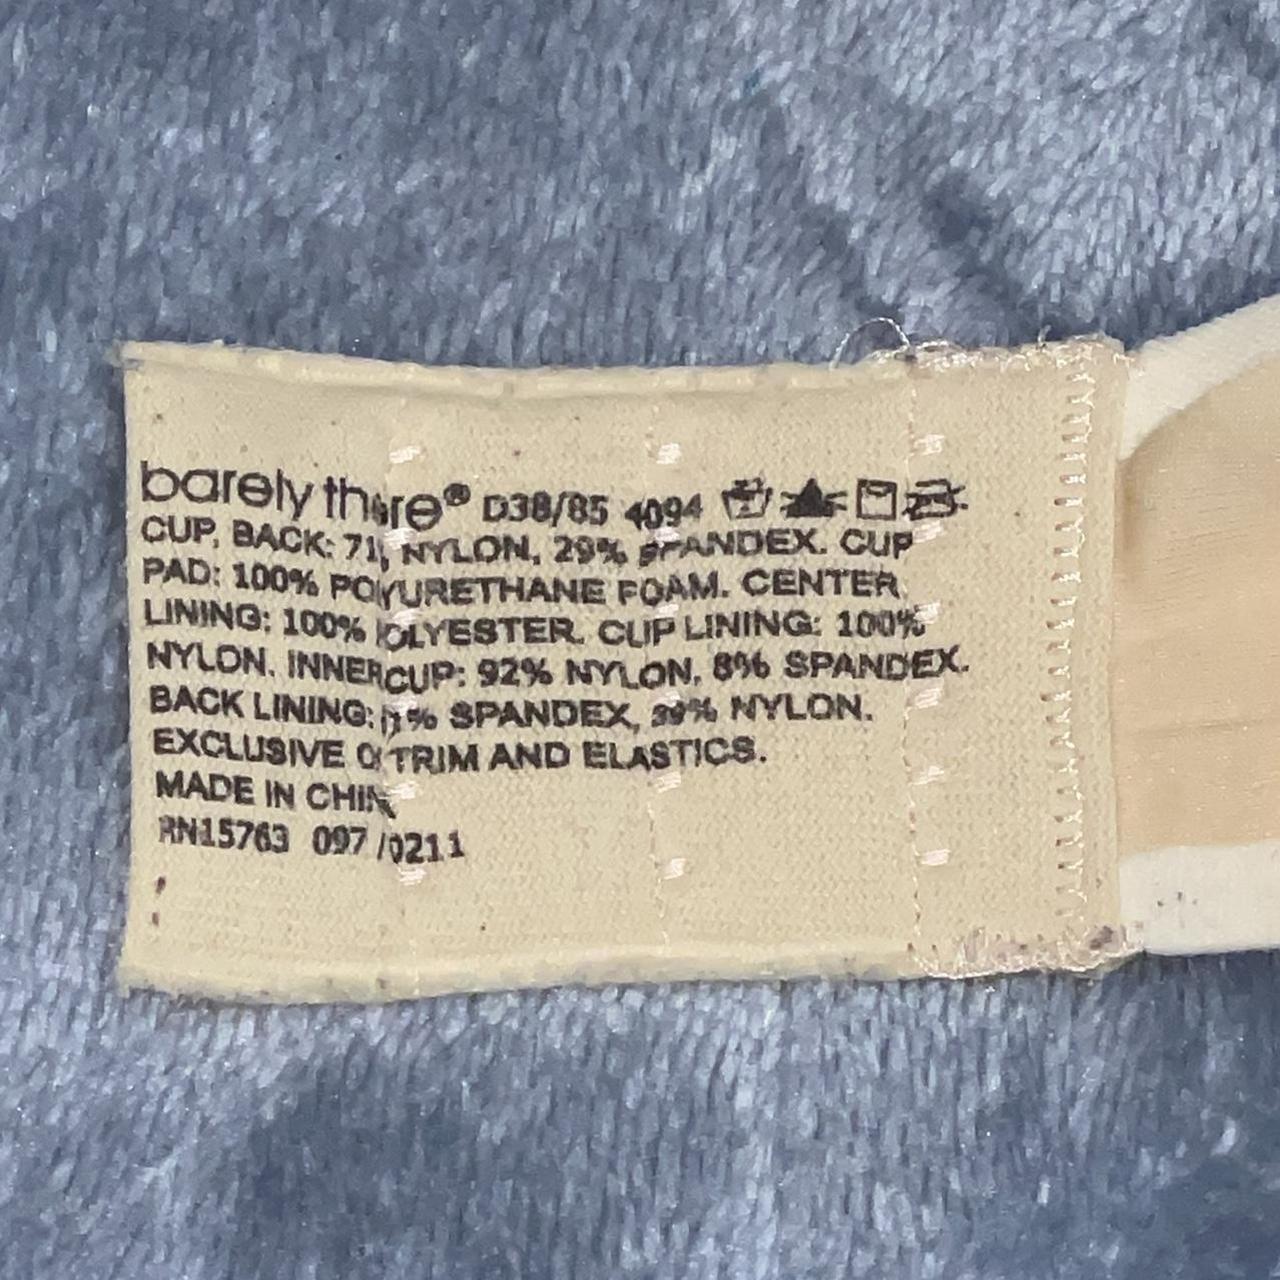 barely there® D38/85 4094
CUP, BACK: 71% NYLON, 29% SPANDEX. CUP
PAD: 100% POLYURETHANE FOAM. CENTER
LINING: 100% POLYESTER. CUP LINING: 100%
NYLON. INNER CUP: 92% NYLON, 8% SPANDEX.
BACK LINING: % SPANDEX, 39% NYLON.
EXCLUSIVE OF TRIM AND ELASTICS.
MADE IN CHINA
RN15763 097 /0211